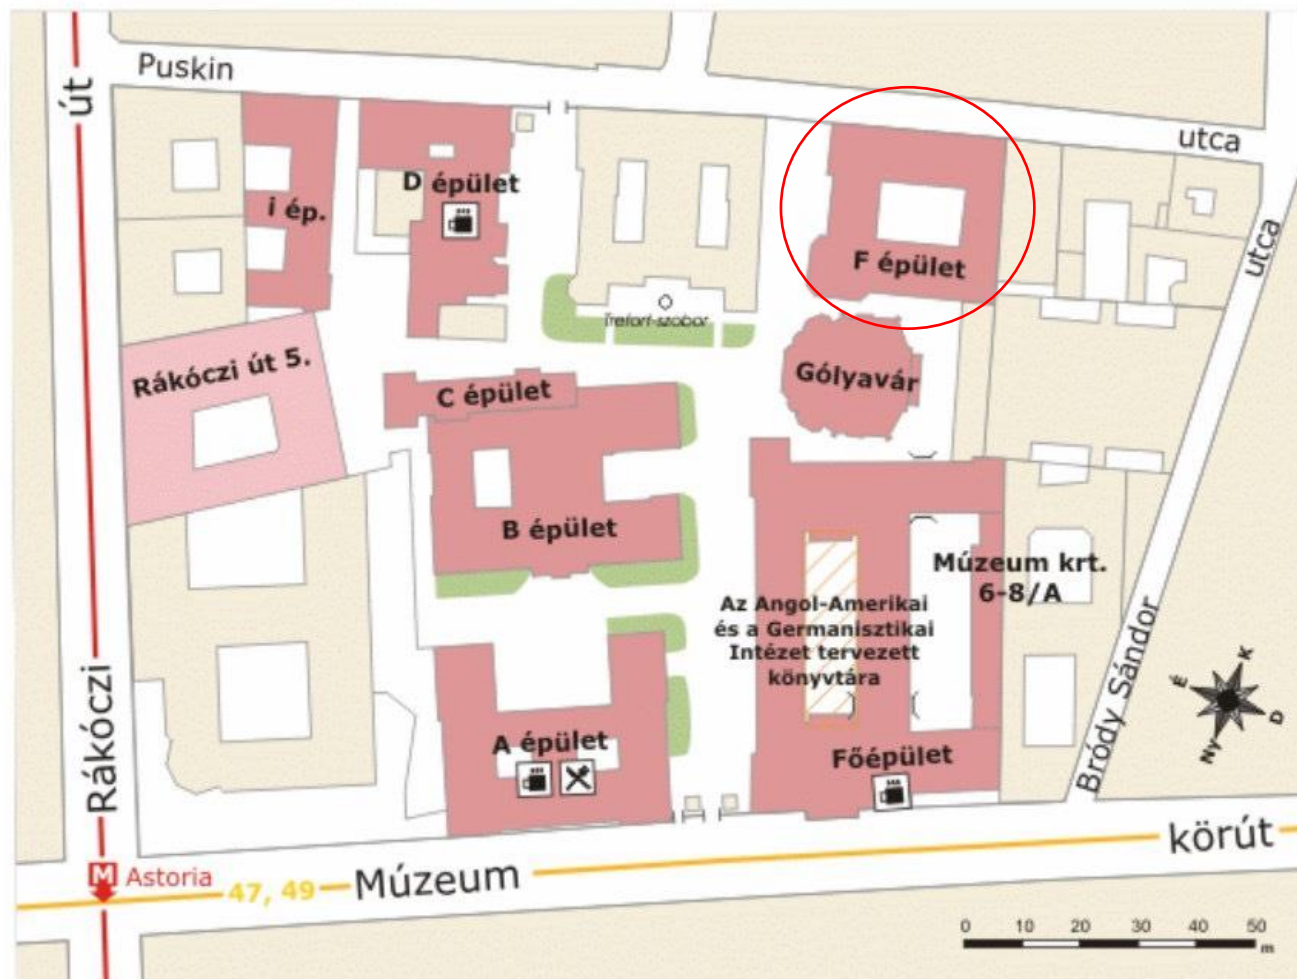 Puskin
utca
út
i ép.
D épület
F épület
utca
Trefort-szobor
Rákóczi út 5.
C épület
Gólyavár
B épület
Múzeum krt.
6-8/A
Az Angol-Amerikai
és a Germanisztikai
Intézet tervezett
könyvtára
Rákóczi
Bródy Sándor
É
K
Ny
D
A épület
Főépület
M Astoria
47, 49
Múzeum
körút
0 10 20 30 40 50
m